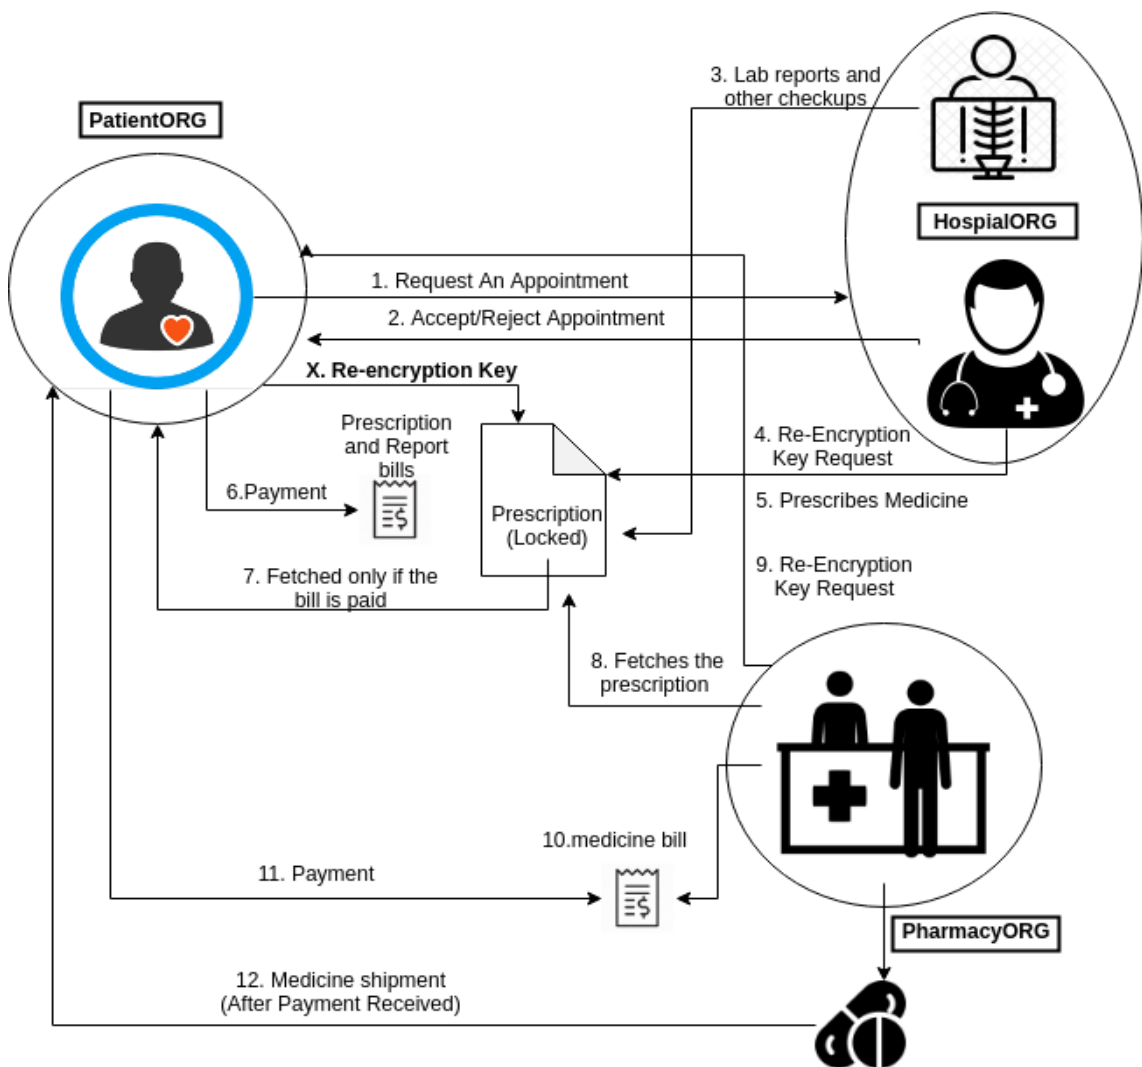 3. Lab reports and
other checkups
PatientORG
HospialORG
1. Request An Appointment
2. Accept/Reject Appointment
X. Re-encryption Key
Prescription
and Report
bills
4. Re-Encryption
Key Request
6.Payment
5. Prescribes Medicine
Prescription
(Locked)
7. Fetched only if the
bill is paid
9. Re-Encryption
Key Request
8. Fetches the
prescription
10.medicine bill
11. Payment
PharmacyORG
12. Medicine shipment
(After Payment Received)